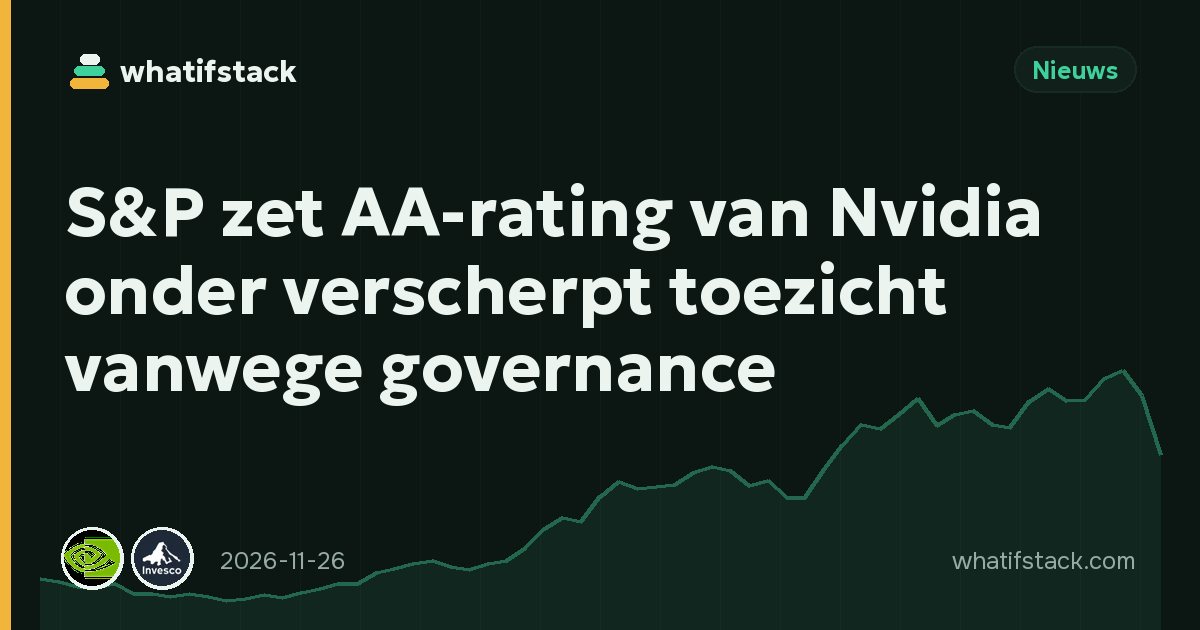 whatifstack
Nieuws
S&P zet AA-rating van Nvidia
onder verscherpt toezicht
vanwege governance
Invesco
2026-11-26
whatifstack.com